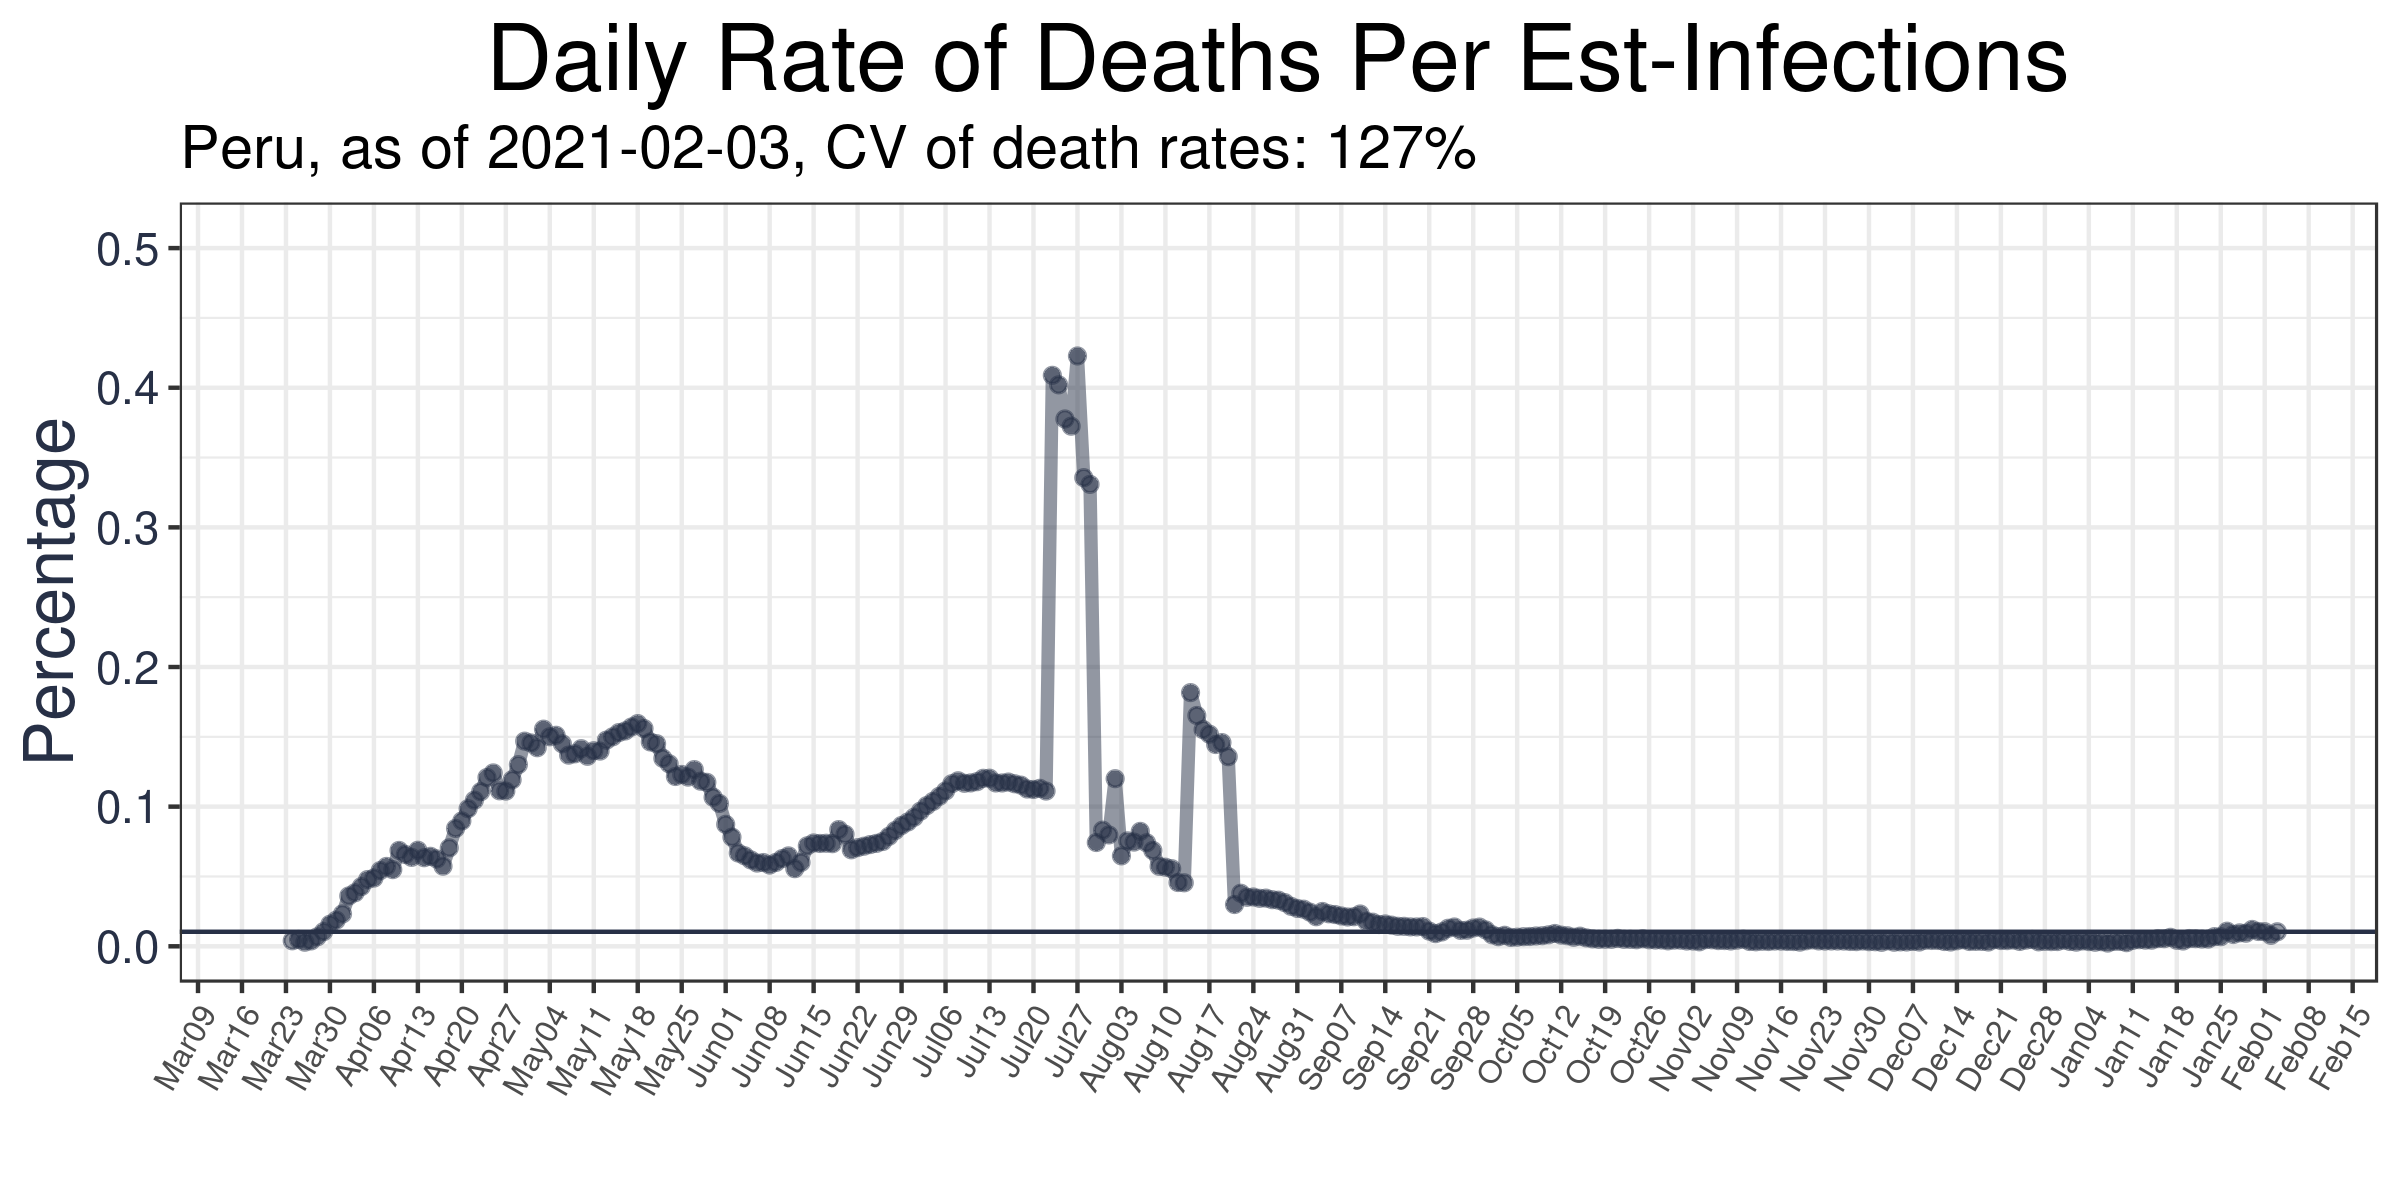 Daily Rate of Deaths Per Est-Infections
Peru, as of 2021-02-03, CV of death rates: 127%
Percentage
0.5
0.4
0.3
0.2
0.1
0.0
Mar09
Mar16
Mar23
Mar30
Apr06
Apr13
Apr20
Apr27
May04
May11
May18
May25
Jun01
Jun08
Jun15
Jun22
Jun29
Jul06
Jul13
Jul20
Jul27
Aug03
Aug10
Aug17
Aug24
Aug31
Sep07
Sep14
Sep21
Sep28
Oct05
Oct12
Oct19
Oct26
Nov02
Nov09
Nov16
Nov23
Nov30
Dec07
Dec14
Dec21
Dec28
Jan04
Jan11
Jan18
Jan25
Feb01
Feb08
Feb15